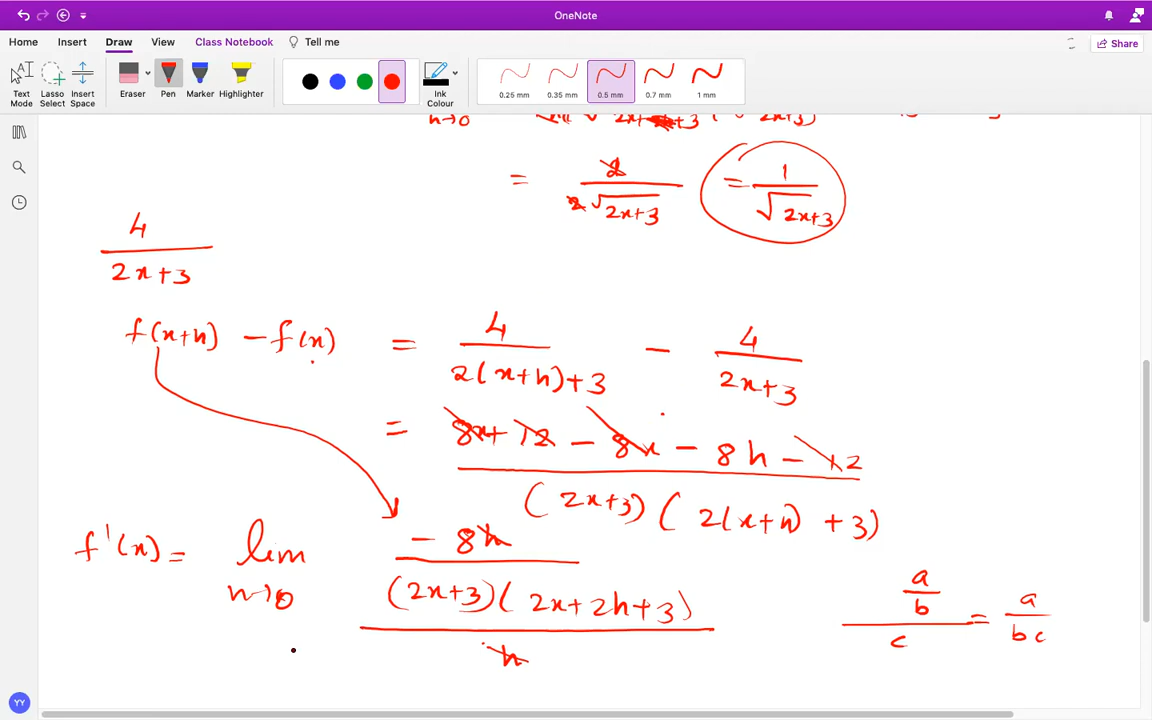 OneNote
Home Insert Draw View Class Notebook Tell me Share
Text Mode Lasso Select Insert Space Eraser Pen Marker Highlighter Ink Colour 0.25 mm 0.35 mm 0.5 mm 0.7 mm 1 mm
h→0
= 2 / 2√(2x+3) = 1 / √(2x+3)
4 / (2x+3)
f(x+h) - f(x) = 4 / (2(x+h)+3) - 4 / (2x+3)
= (8x + 12 - 8x - 8h - 12) / ((2x+3)(2(x+h)+3))
f'(x) = lim h→0 (-8h / ((2x+3)(2x+2h+3))) / h
(a/b) / c = a / bc
YY